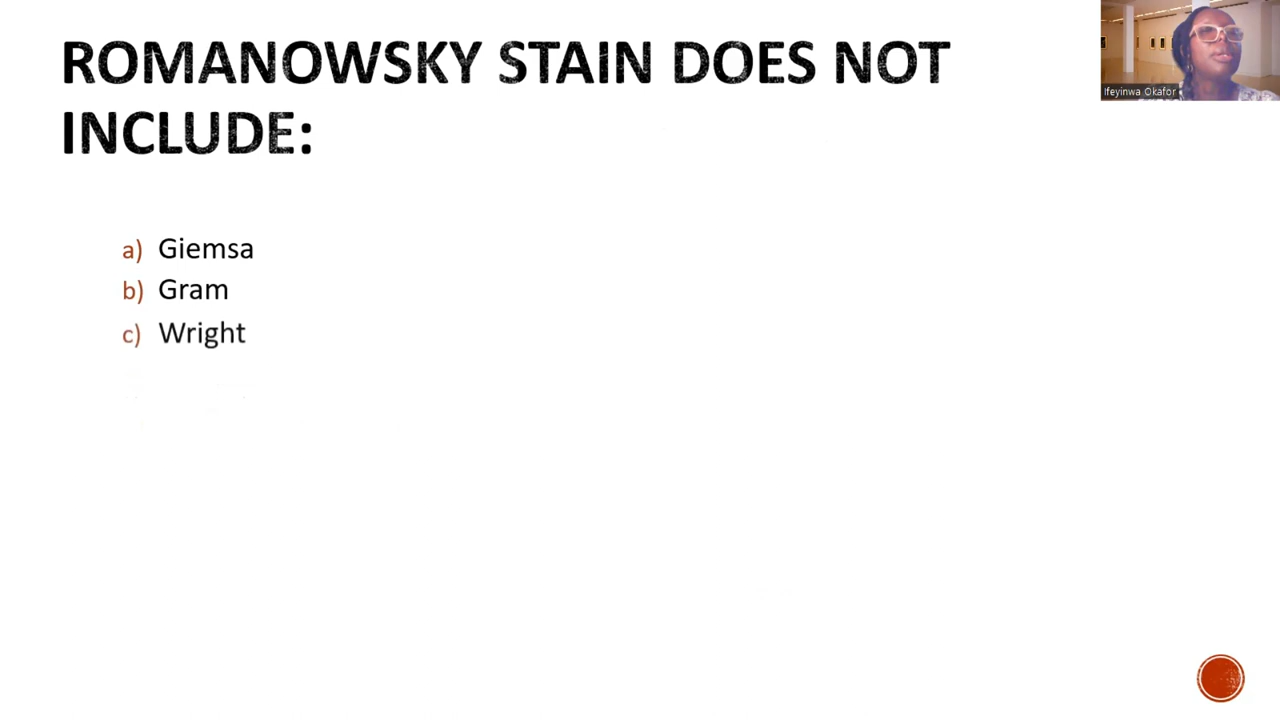 ROMANOWSKY STAIN DOES NOT
INCLUDE:
Ifeyinwa Okafor
a) Giemsa
b) Gram
c) Wright